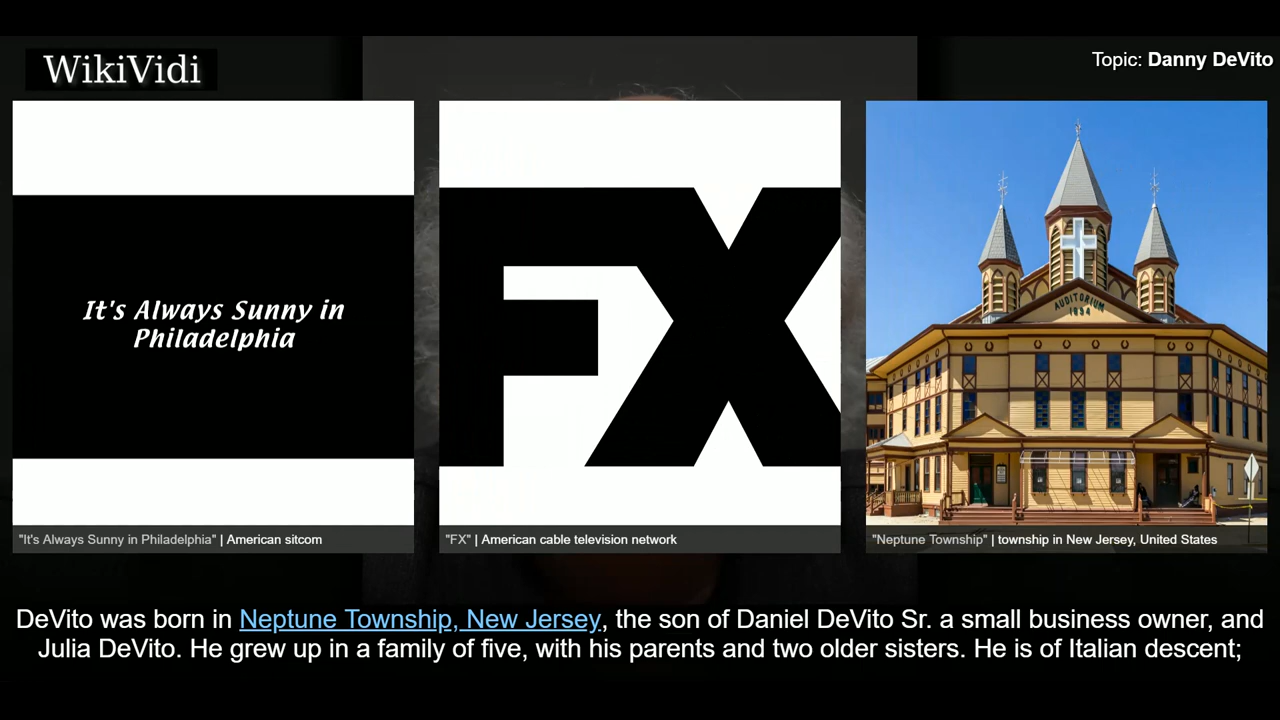 WikiVidi
Topic: Danny DeVito
It's Always Sunny in
Philadelphia
FX
AUDITORIUM
1894
"It's Always Sunny in Philadelphia" | American sitcom
"FX" | American cable television network
"Neptune Township" | township in New Jersey, United States
DeVito was born in Neptune Township, New Jersey, the son of Daniel DeVito Sr. a small business owner, and
Julia DeVito. He grew up in a family of five, with his parents and two older sisters. He is of Italian descent;